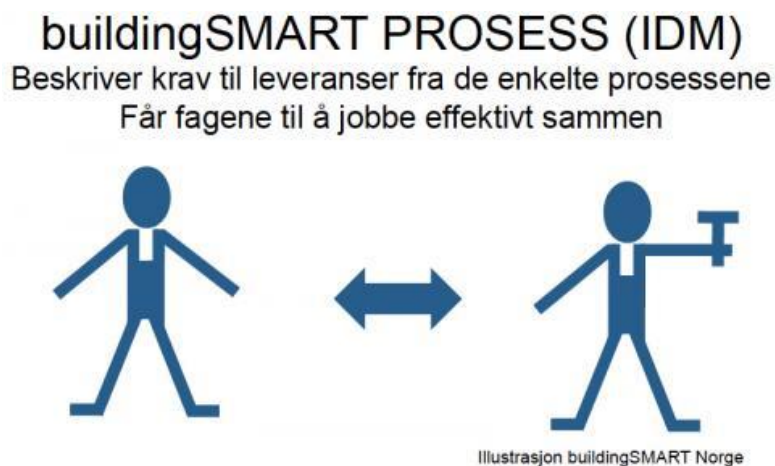 buildingSMART PROSESS (IDM)
Beskriver krav til leveranser fra de enkelte prosessene
Får fagene til å jobbe effektivt sammen
Illustrasjon buildingSMART Norge